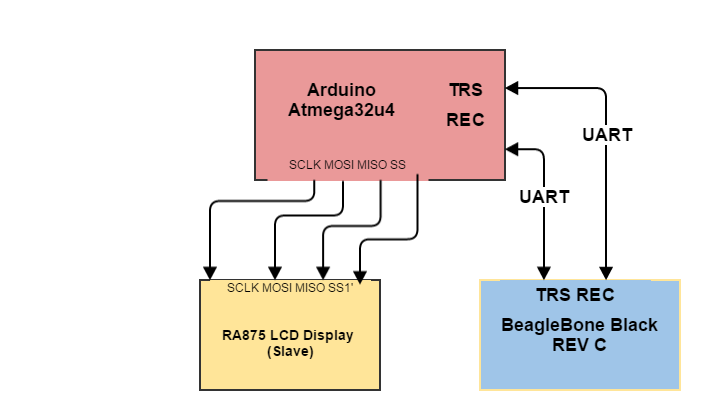 Arduino
Atmega32u4
TRS
REC
SCLK MOSI MISO SS
UART
UART
SCLK MOSI MISO SS1'
RA875 LCD Display
(Slave)
TRS REC
BeagleBone Black
REV C